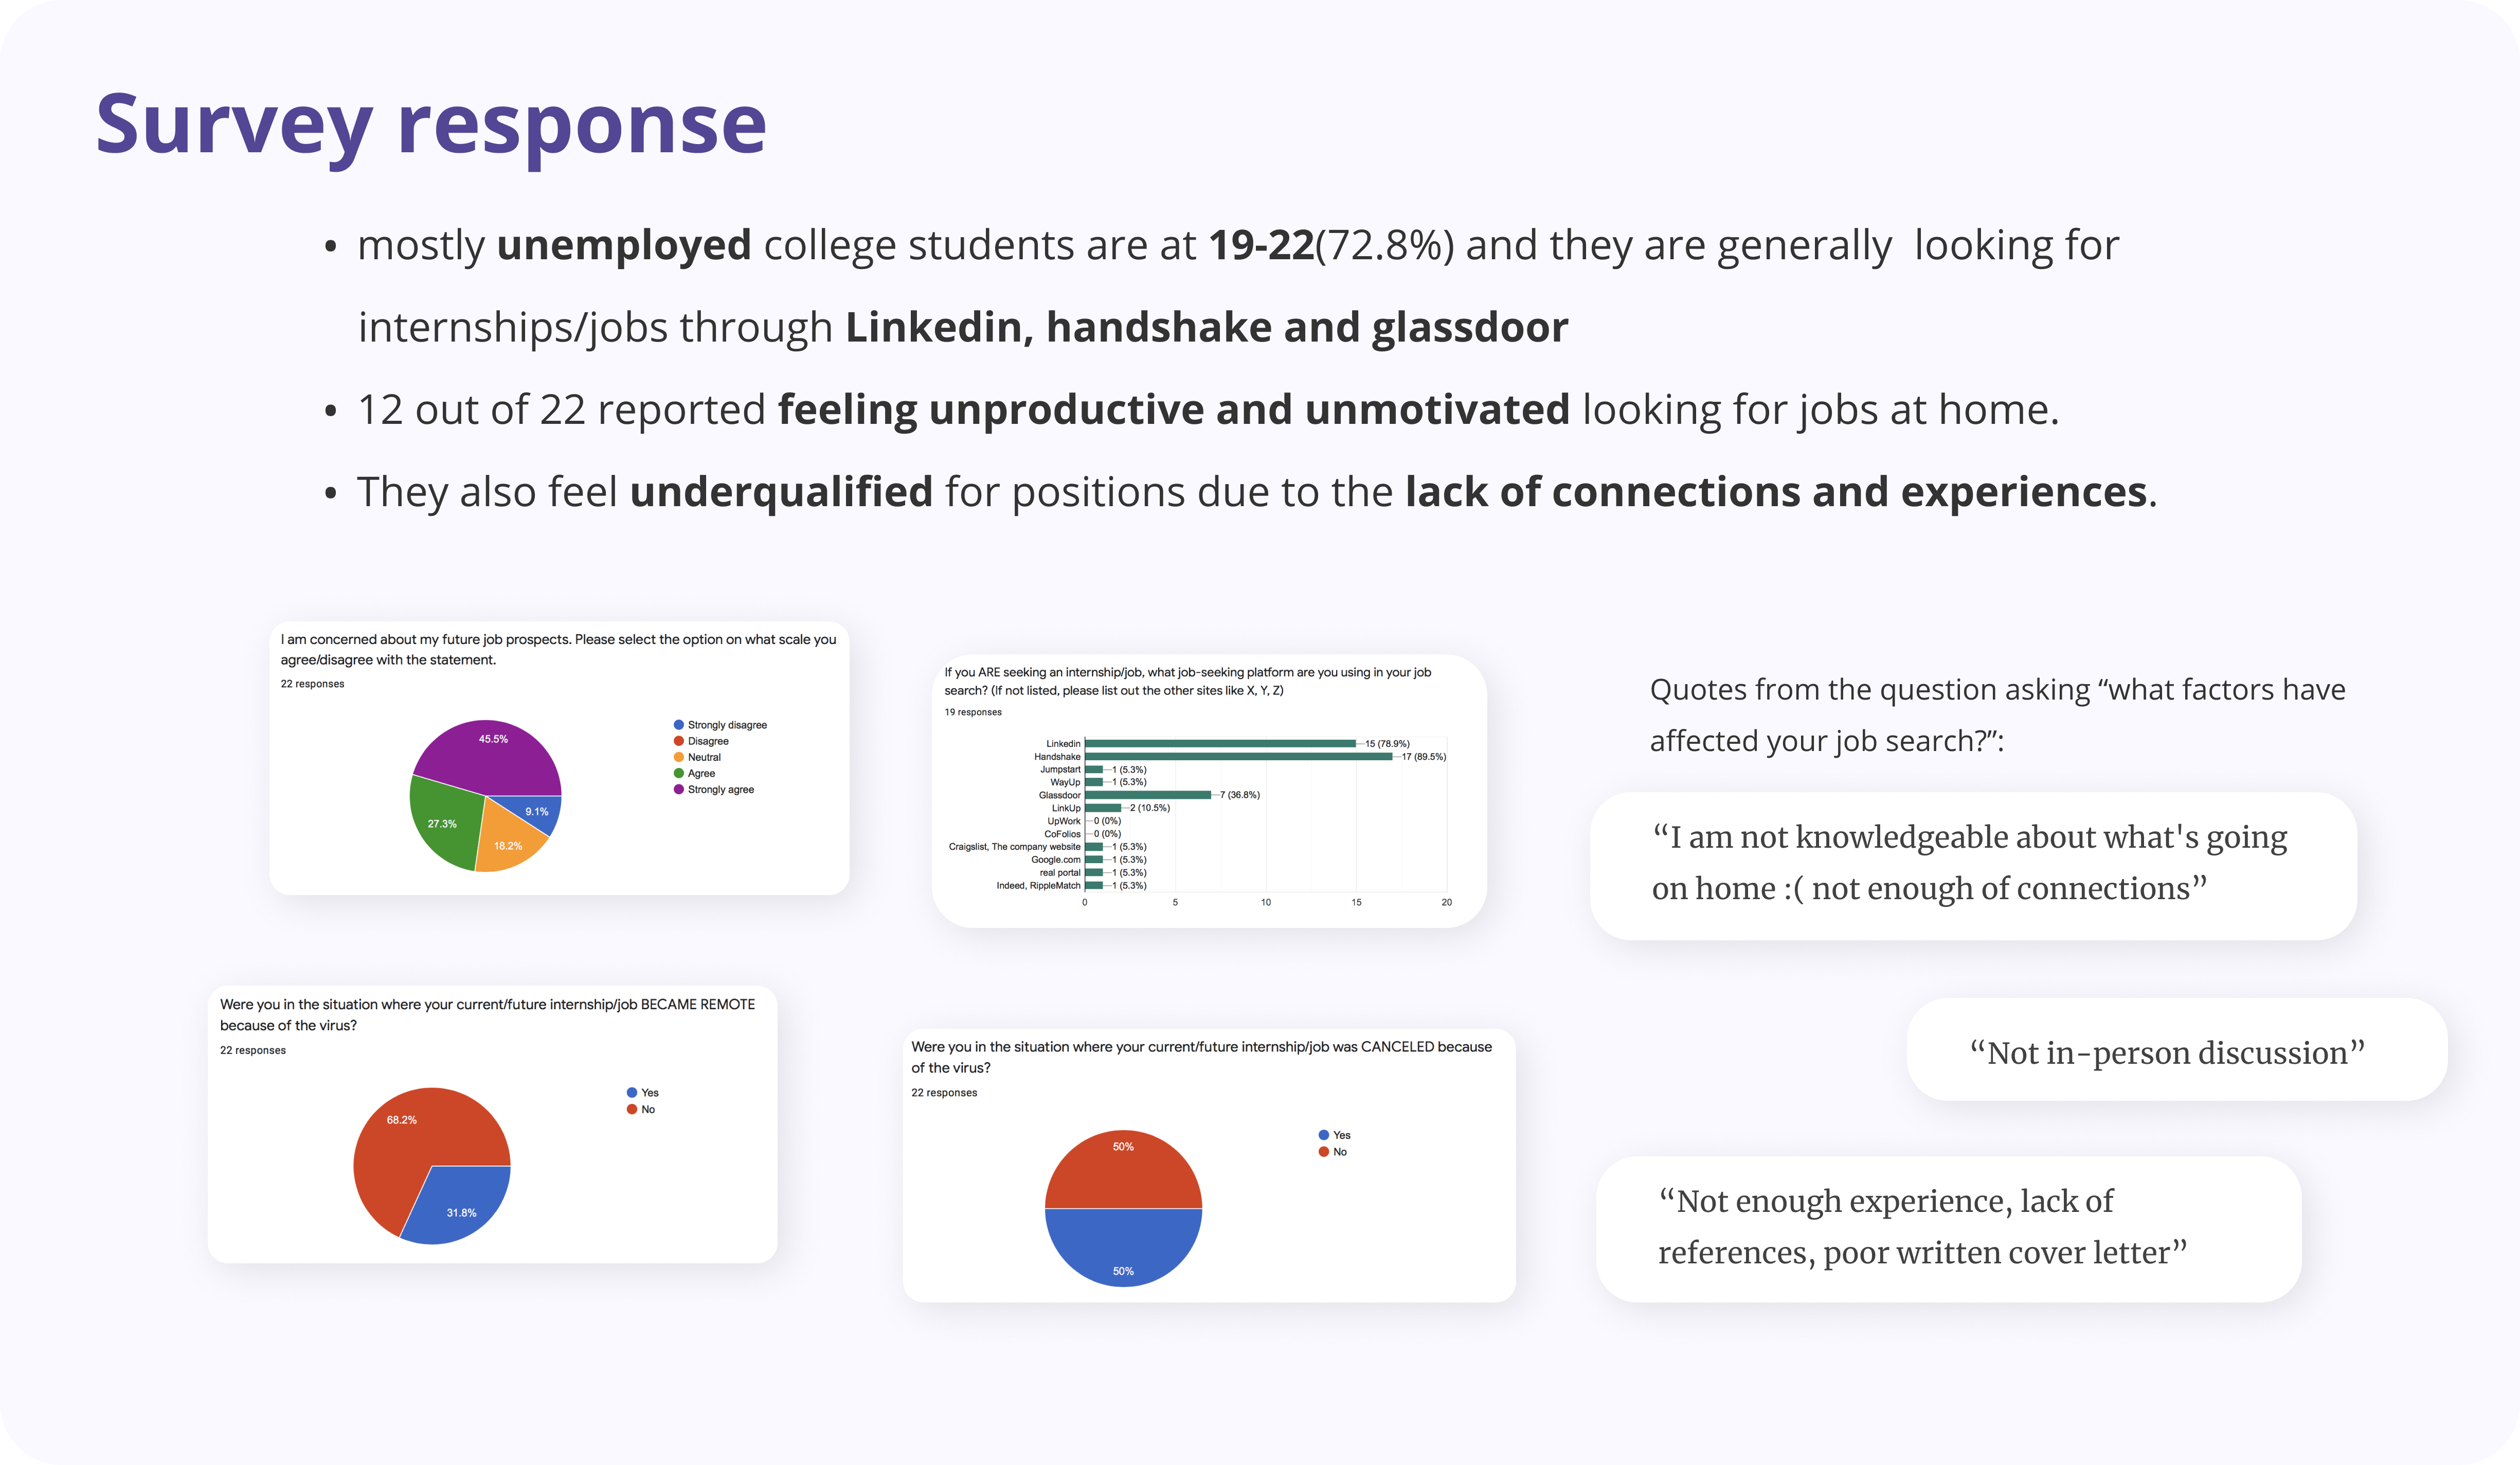 Survey response
• mostly unemployed college students are at 19-22(72.8%) and they are generally  looking for
internships/jobs through Linkedin, handshake and glassdoor
• 12 out of 22 reported feeling unproductive and unmotivated looking for jobs at home.
• They also feel underqualified for positions due to the lack of connections and experiences.
I am concerned about my future job prospects. Please select the option on what scale you
agree/disagree with the statement.
22 responses
45.5%
9.1%
27.3%
18.2%
Strongly disagree
Disagree
Neutral
Agree
Strongly agree
If you ARE seeking an internship/job, what job-seeking platform are you using in your job
search? (If not listed, please list out the other sites like X, Y, Z)
19 responses
Linkedin 15 (78.9%)
Handshake 17 (89.5%)
Jumpstart 1 (5.3%)
WayUp 1 (5.3%)
Glassdoor 7 (36.8%)
LinkUp 2 (10.5%)
UpWork 0 (0%)
CoFolios 0 (0%)
Craigslist, The company website 1 (5.3%)
Google.com 1 (5.3%)
real portal 1 (5.3%)
Indeed, RippleMatch 1 (5.3%)
0 5 10 15 20
Quotes from the question asking “what factors have
affected your job search?”:
“I am not knowledgeable about what's going
on home :( not enough of connections”
“Not in-person discussion”
“Not enough experience, lack of
references, poor written cover letter”
Were you in the situation where your current/future internship/job BECAME REMOTE
because of the virus?
22 responses
68.2%
31.8%
Yes
No
Were you in the situation where your current/future internship/job was CANCELED because
of the virus?
22 responses
50%
50%
Yes
No